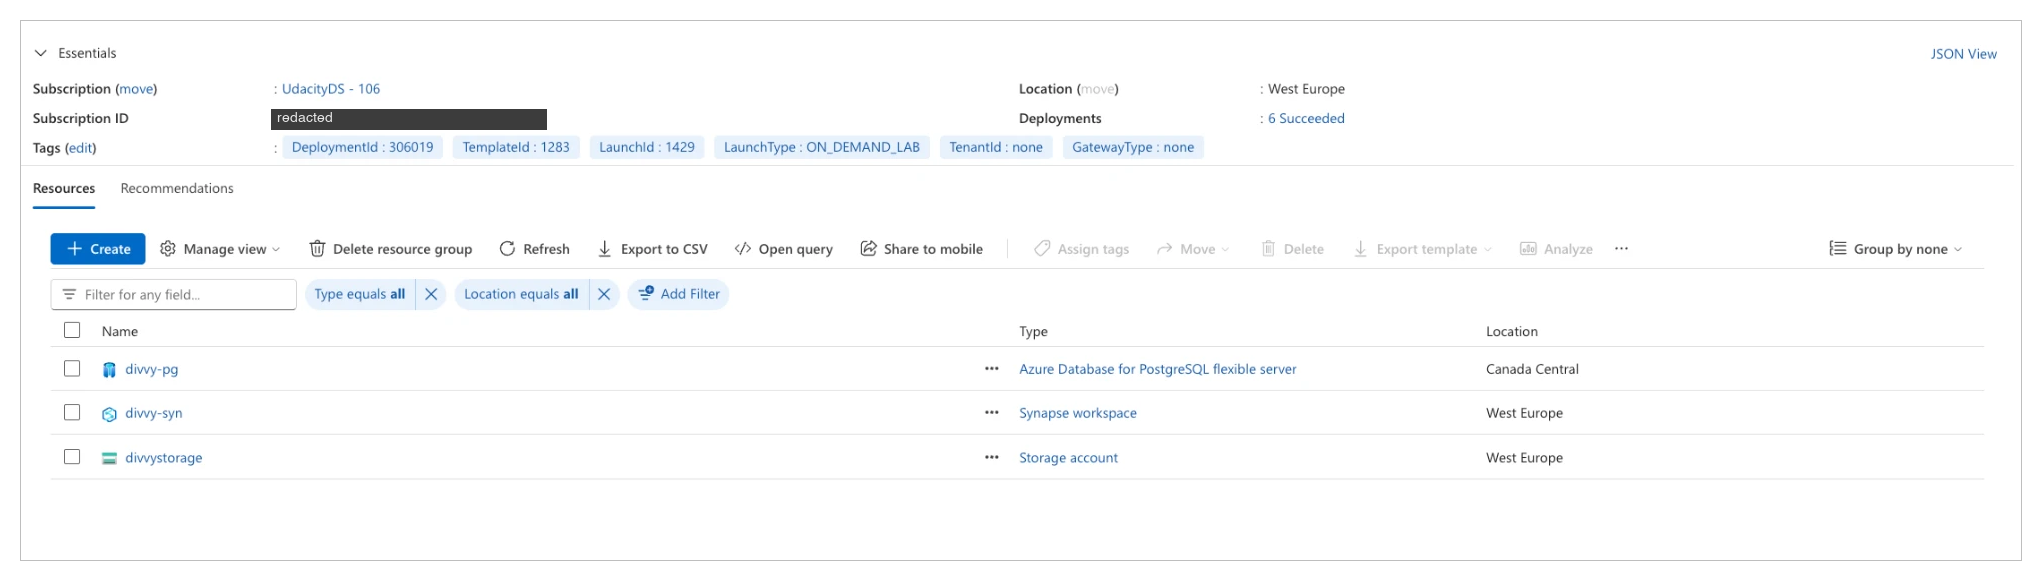 Essentials JSON View
Subscription (move) : UdacityDS - 106 Location (move) : West Europe
Subscription ID redacted Deployments : 6 Succeeded
Tags (edit) : DeploymentId : 306019 TemplateId : 1283 LaunchId : 1429 LaunchType : ON_DEMAND_LAB TenantId : none GatewayType : none
Resources Recommendations
Create Manage view Delete resource group Refresh Export to CSV Open query Share to mobile Assign tags Move Delete Export template Analyze ··· Group by none
Filter for any field... Type equals all Location equals all Add Filter
Name Type Location
divvy-pg ··· Azure Database for PostgreSQL flexible server Canada Central
divvy-syn ··· Synapse workspace West Europe
divvystorage ··· Storage account West Europe